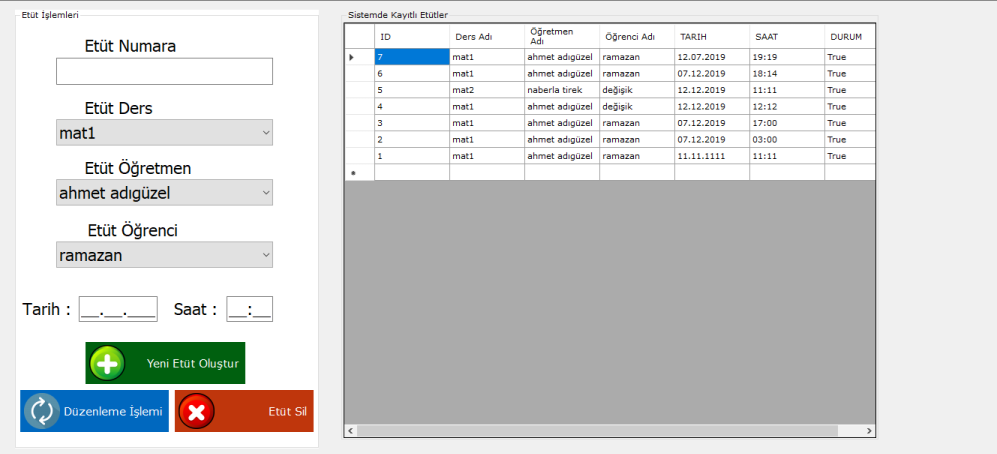 Etüt İşlemleri
Etüt Numara
Etüt Ders
mat1
Etüt Öğretmen
ahmet adıgüzel
Etüt Öğrenci
ramazan
Tarih : __.__.___ Saat : __:__
Yeni Etüt Oluştur
Düzenleme İşlemi Etüt Sil
Sistemde Kayıtlı Etütler
ID Ders Adı Öğretmen Adı Öğrenci Adı TARIH SAAT DURUM
7 mat1 ahmet adıgüzel ramazan 12.07.2019 19:19 True
6 mat1 ahmet adıgüzel ramazan 07.12.2019 18:14 True
5 mat2 naberla tirek değişik 12.12.2019 11:11 True
4 mat1 ahmet adıgüzel değişik 12.12.2019 12:12 True
3 mat1 ahmet adıgüzel ramazan 07.12.2019 17:00 True
2 mat1 ahmet adıgüzel ramazan 07.12.2019 03:00 True
1 mat1 ahmet adıgüzel ramazan 11.11.1111 11:11 True